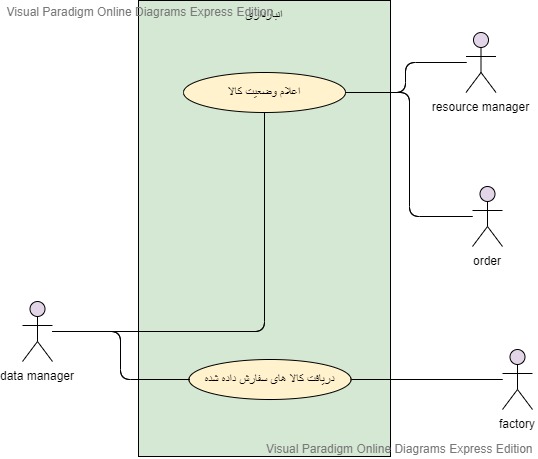 Visual Paradigm Online Diagrams Express Edition
انبارداری
اعلام وضعیت کالا
resource manager
order
data manager
دریافت کالا های سفارش داده شده
factory
Visual Paradigm Online Diagrams Express Edition